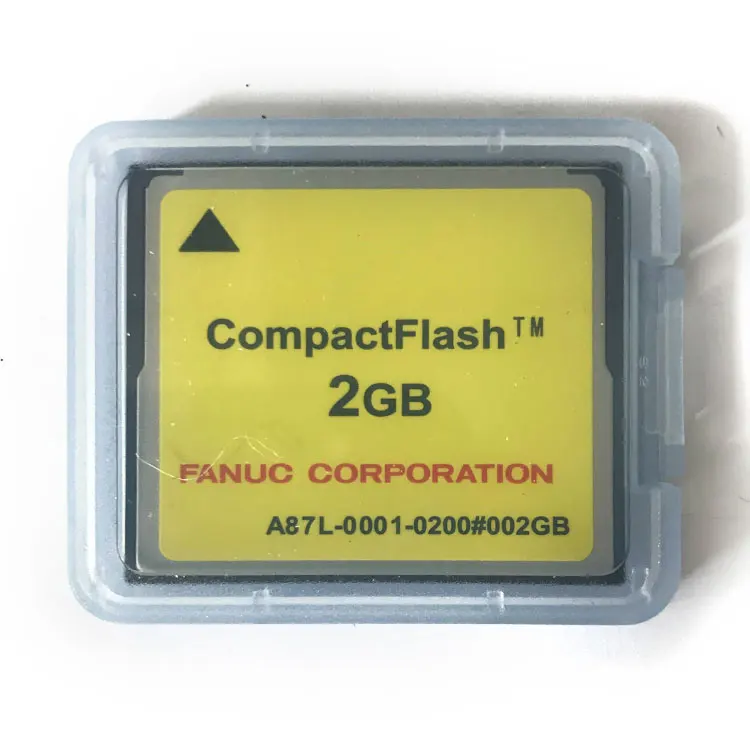 CompactFlash™
2GB
FANUC CORPORATION
A87L-0001-0200#002GB